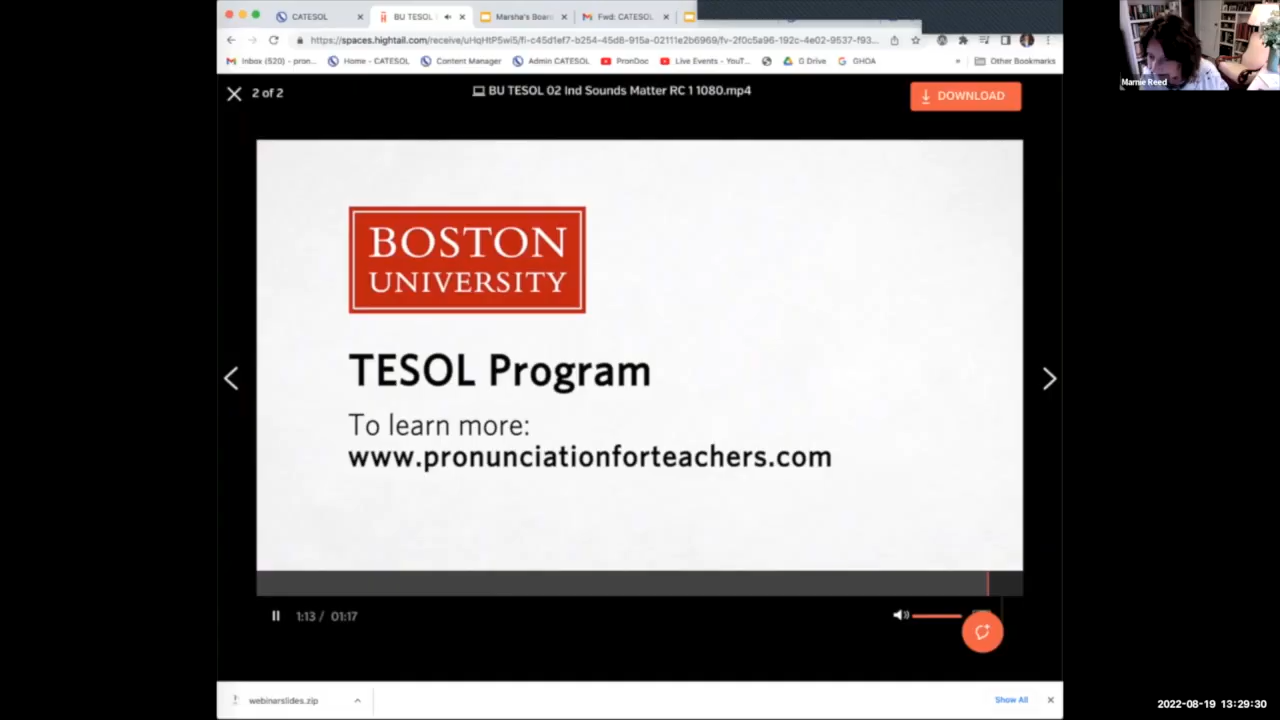 CATESOL
BU TESOL
Marsha's Board
Fwd: CATESOL
Inbox (520) - pron...
Home - CATESOL
Content Manager
Admin CATESOL
PronDoc
Live Events - YouT...
G Drive
GHOA
»
Other Bookmarks
2 of 2
BU TESOL 02 Ind Sounds Matter RC 1 1080.mp4
DOWNLOAD
Mamie Reed
BOSTON
UNIVERSITY
TESOL Program
To learn more:
www.pronunciationforteachers.com
1:13 / 01:17
webinarslides.zip
Show All
2022-08-19 13:29:30